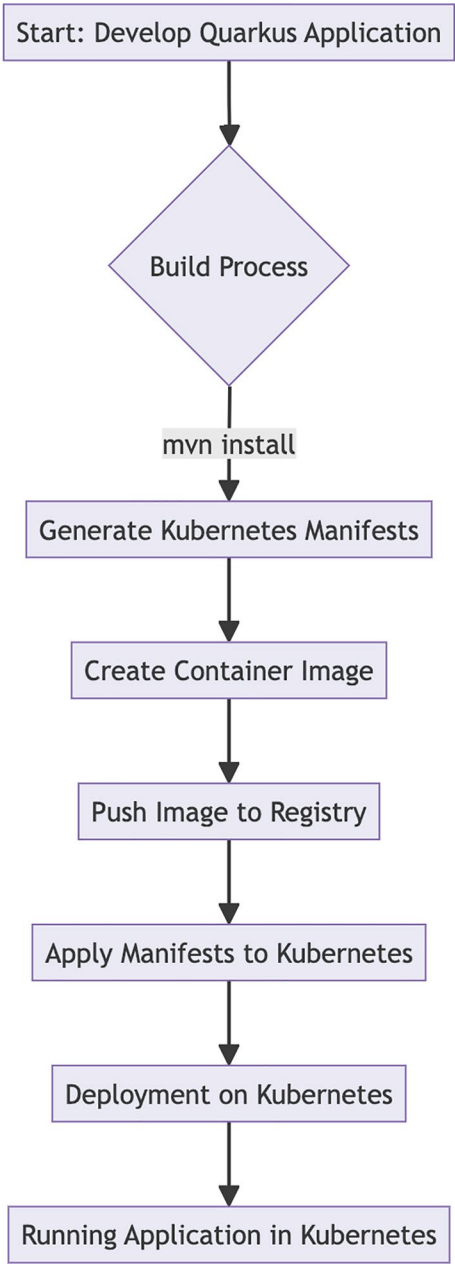 Start: Develop Quarkus Application
Build Process
mvn install
Generate Kubernetes Manifests
Create Container Image
Push Image to Registry
Apply Manifests to Kubernetes
Deployment on Kubernetes
Running Application in Kubernetes